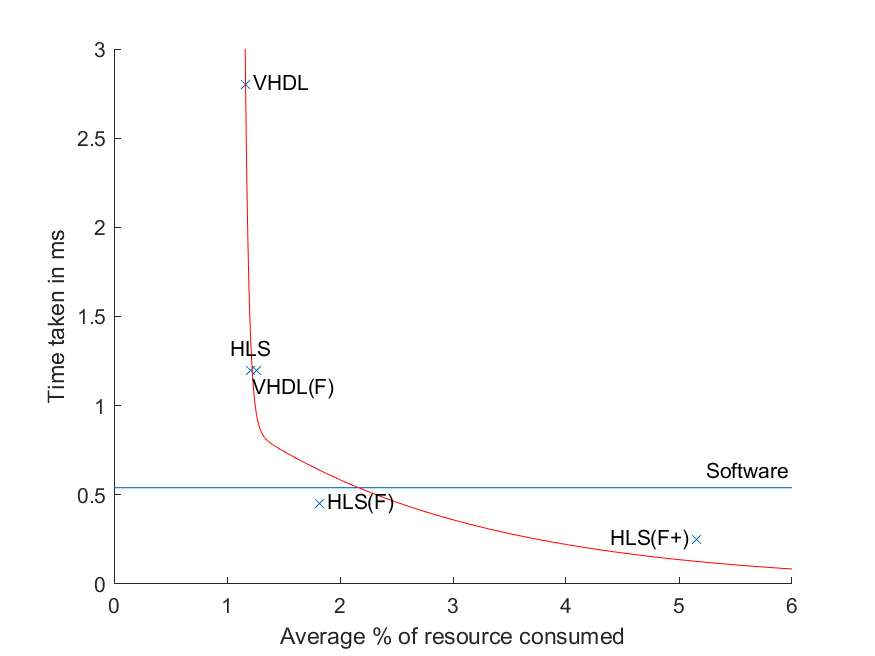 3
VHDL
2.5
2
1.5
HLS
VHDL(F)
1
Software
0.5
HLS(F)
HLS(F+)
0
0 1 2 3 4 5 6
Time taken in ms
Average % of resource consumed